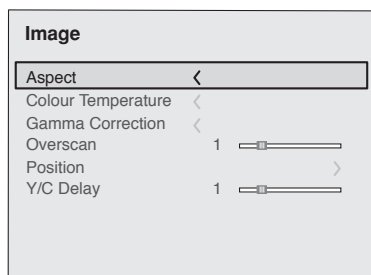 Image
Aspect
Colour Temperature
Gamma Correction
Overscan 1
Position
Y/C Delay 1